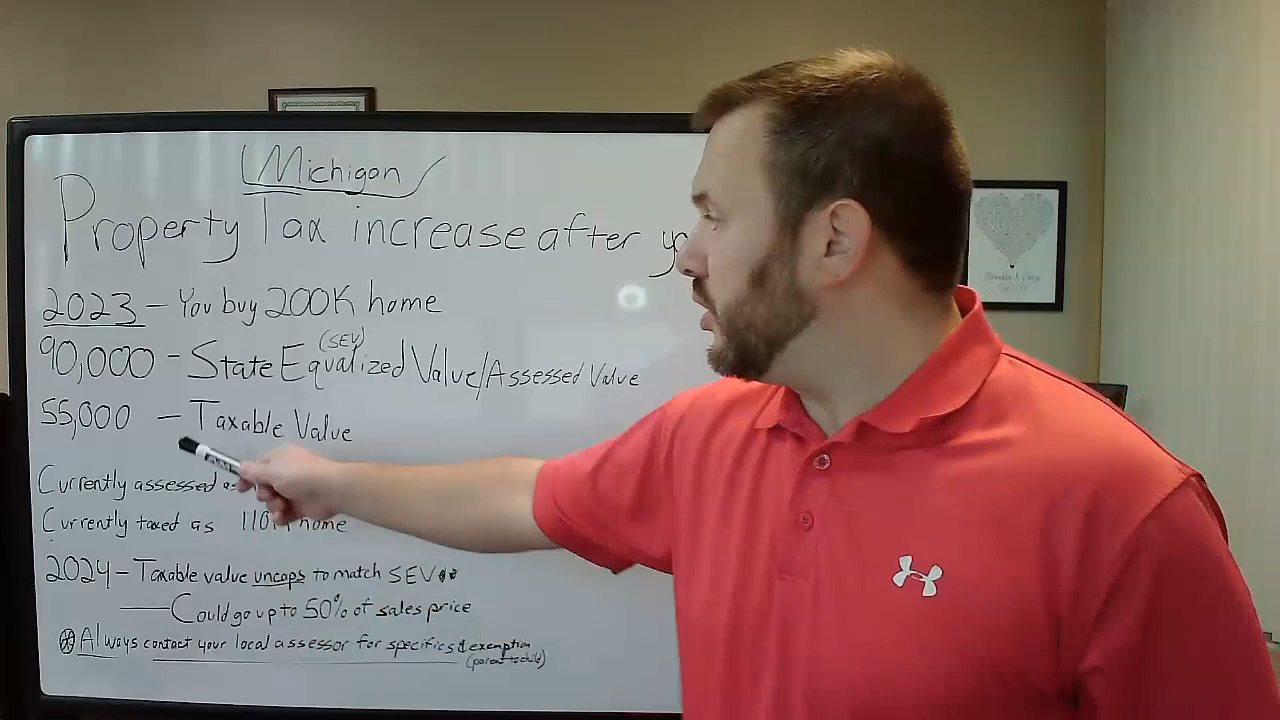 Michigan
Property Tax increase after
2023 - You buy 200K home
(SEV)
90,000 - State Equalized Value/Assessed Value
55,000 - Taxable Value
Currently assessed as
Currently taxed as 110K home
2024 - Taxable value uncaps to match SEV**
Could go up to 50% of sales price
* Always contact your local assessor for specifics & exemption
(parent to child)